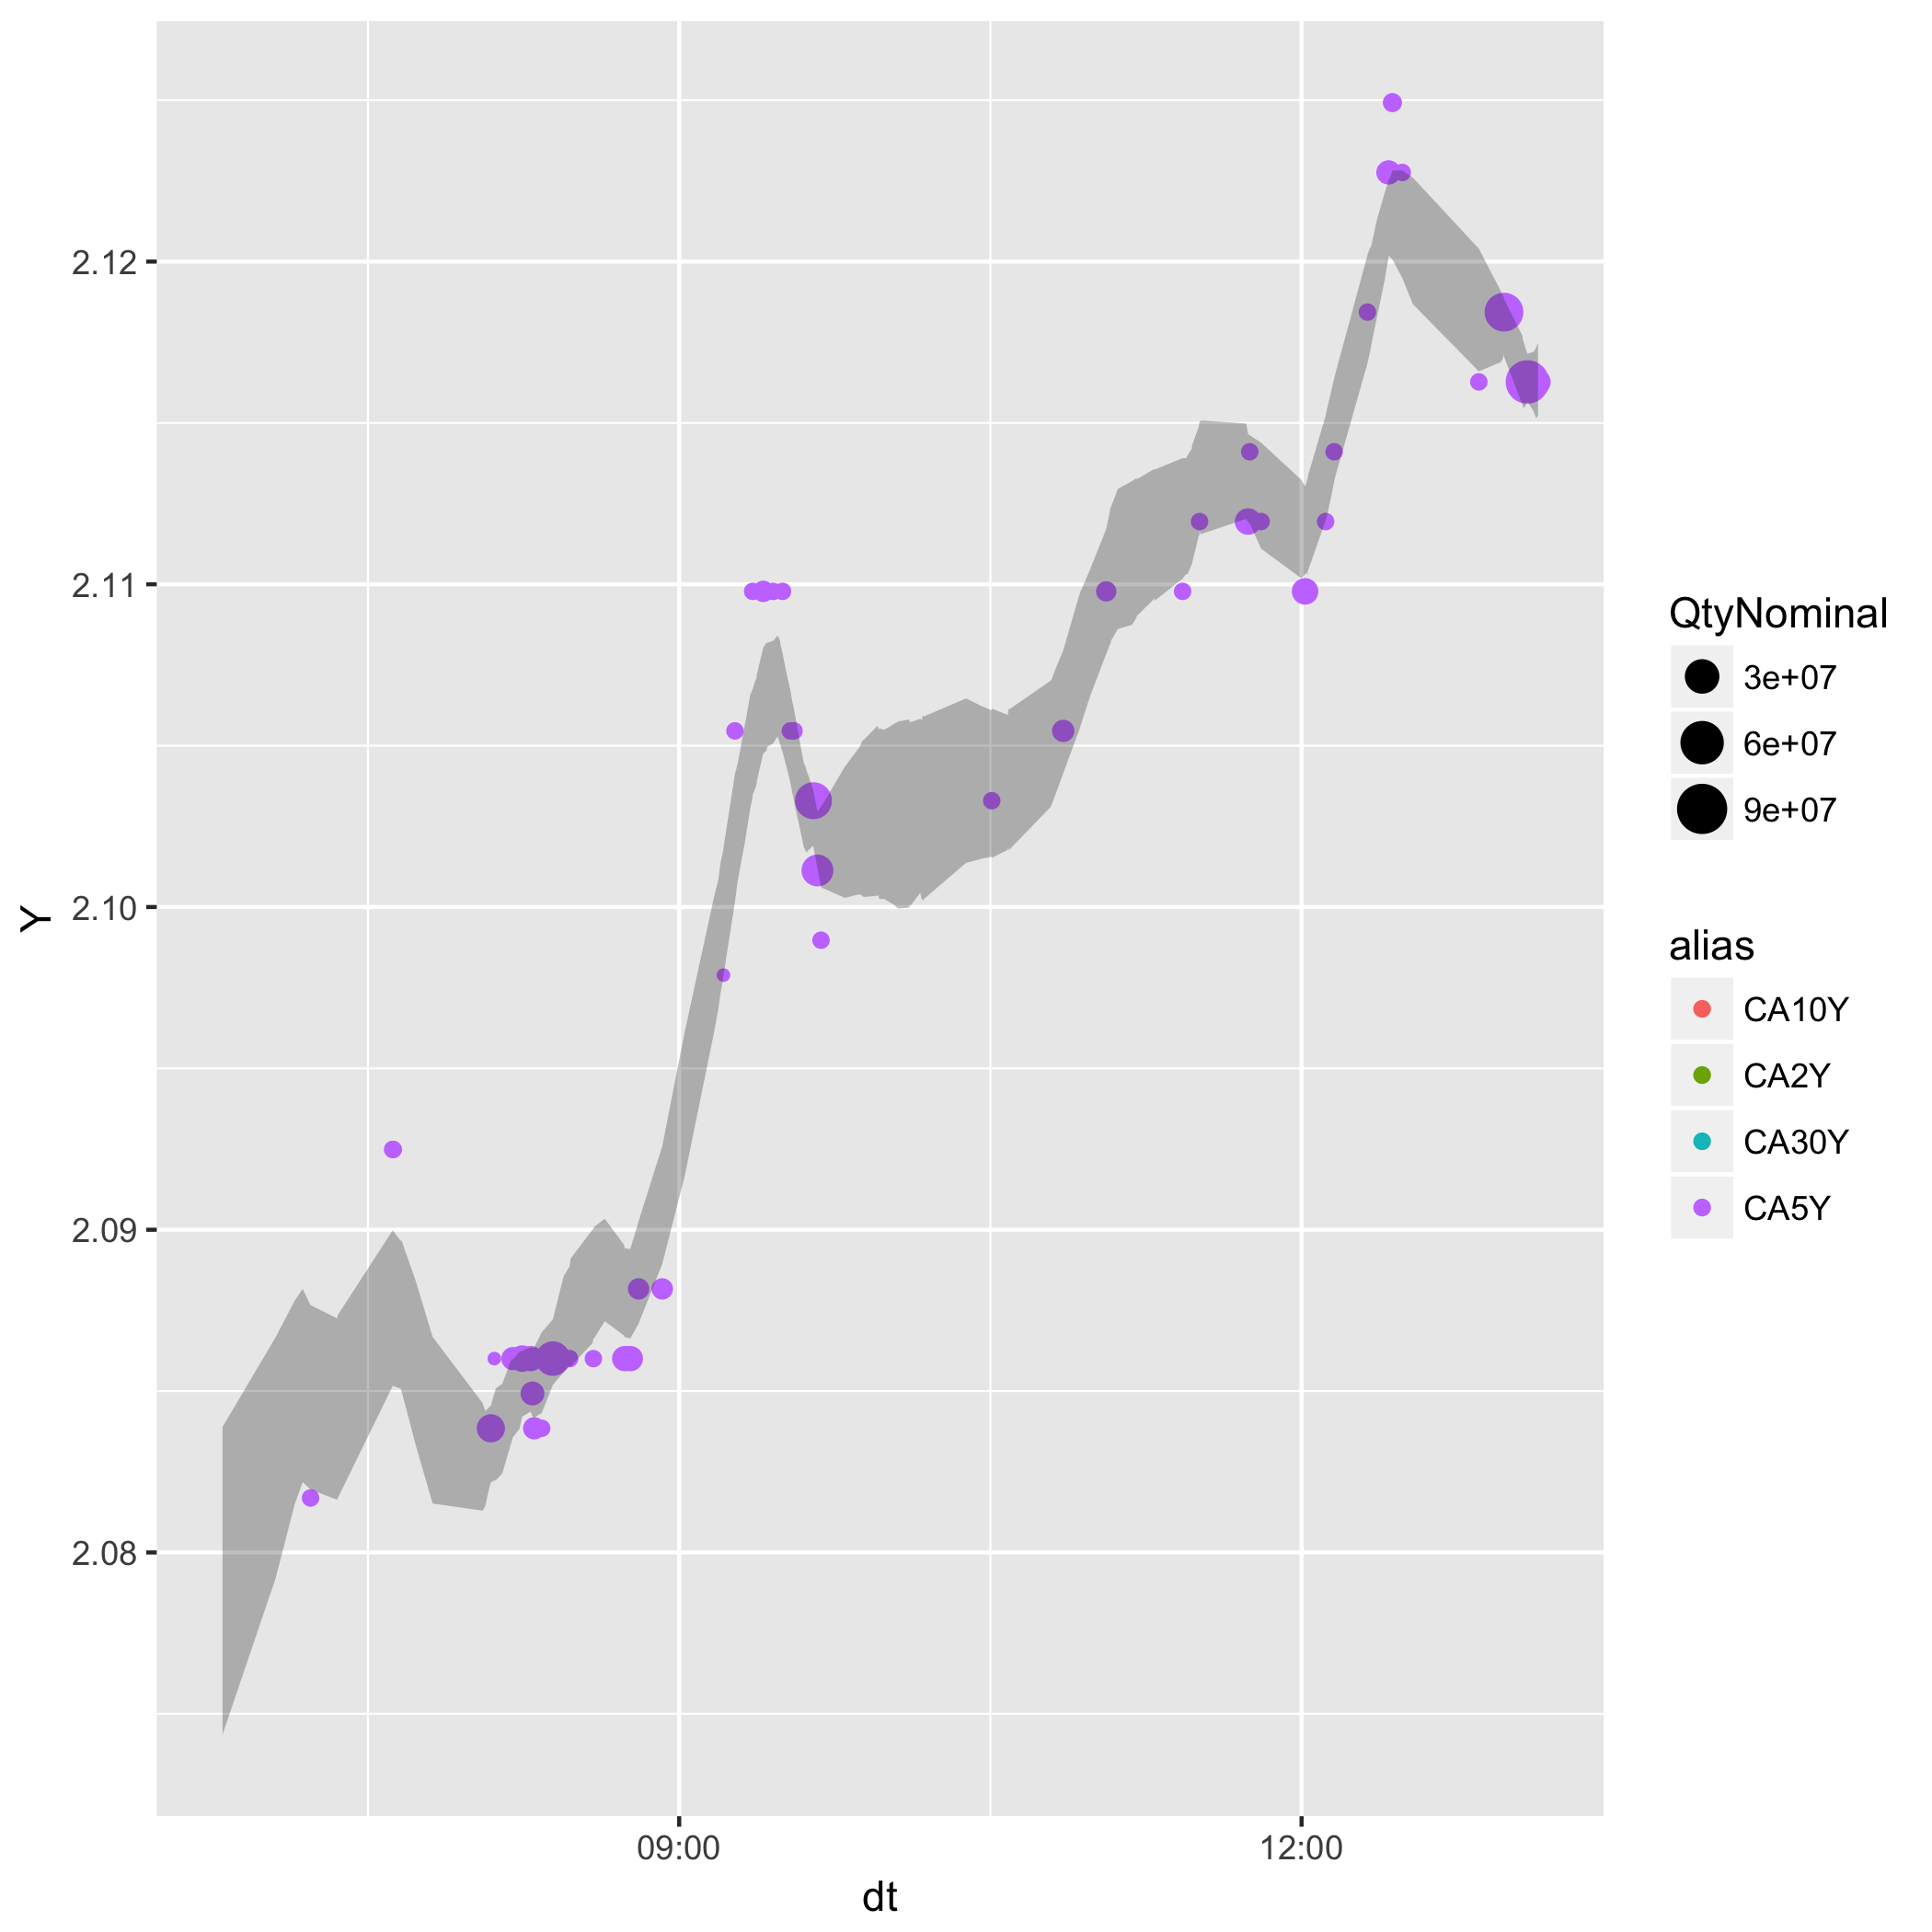 Y
2.12
2.11
2.10
2.09
2.08
09:00
12:00
dt
QtyNominal
3e+07
6e+07
9e+07
alias
CA10Y
CA2Y
CA30Y
CA5Y